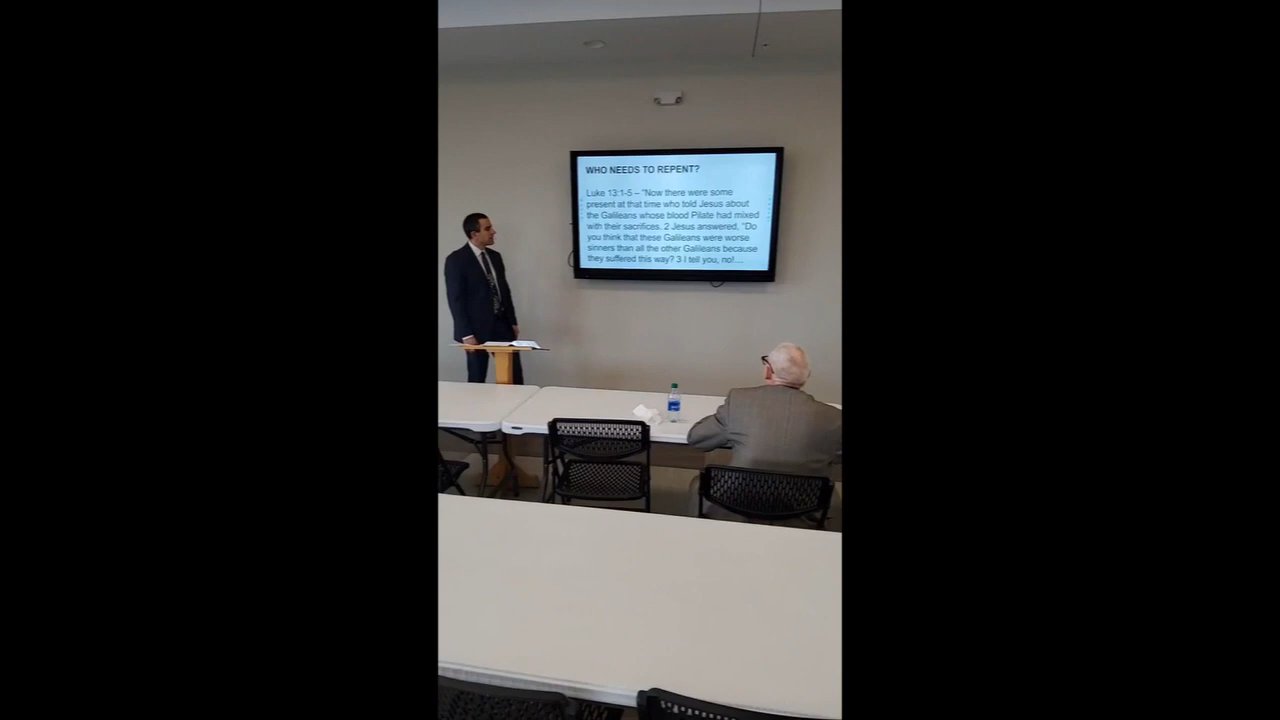 WHO NEEDS TO REPENT?
Luke 13:1-5 – "Now there were some
present at that time who told Jesus about
the Galileans whose blood Pilate had mixed
with their sacrifices. 2 Jesus answered, "Do
you think that these Galileans were worse
sinners than all the other Galileans because
they suffered this way? 3 I tell you, no!...